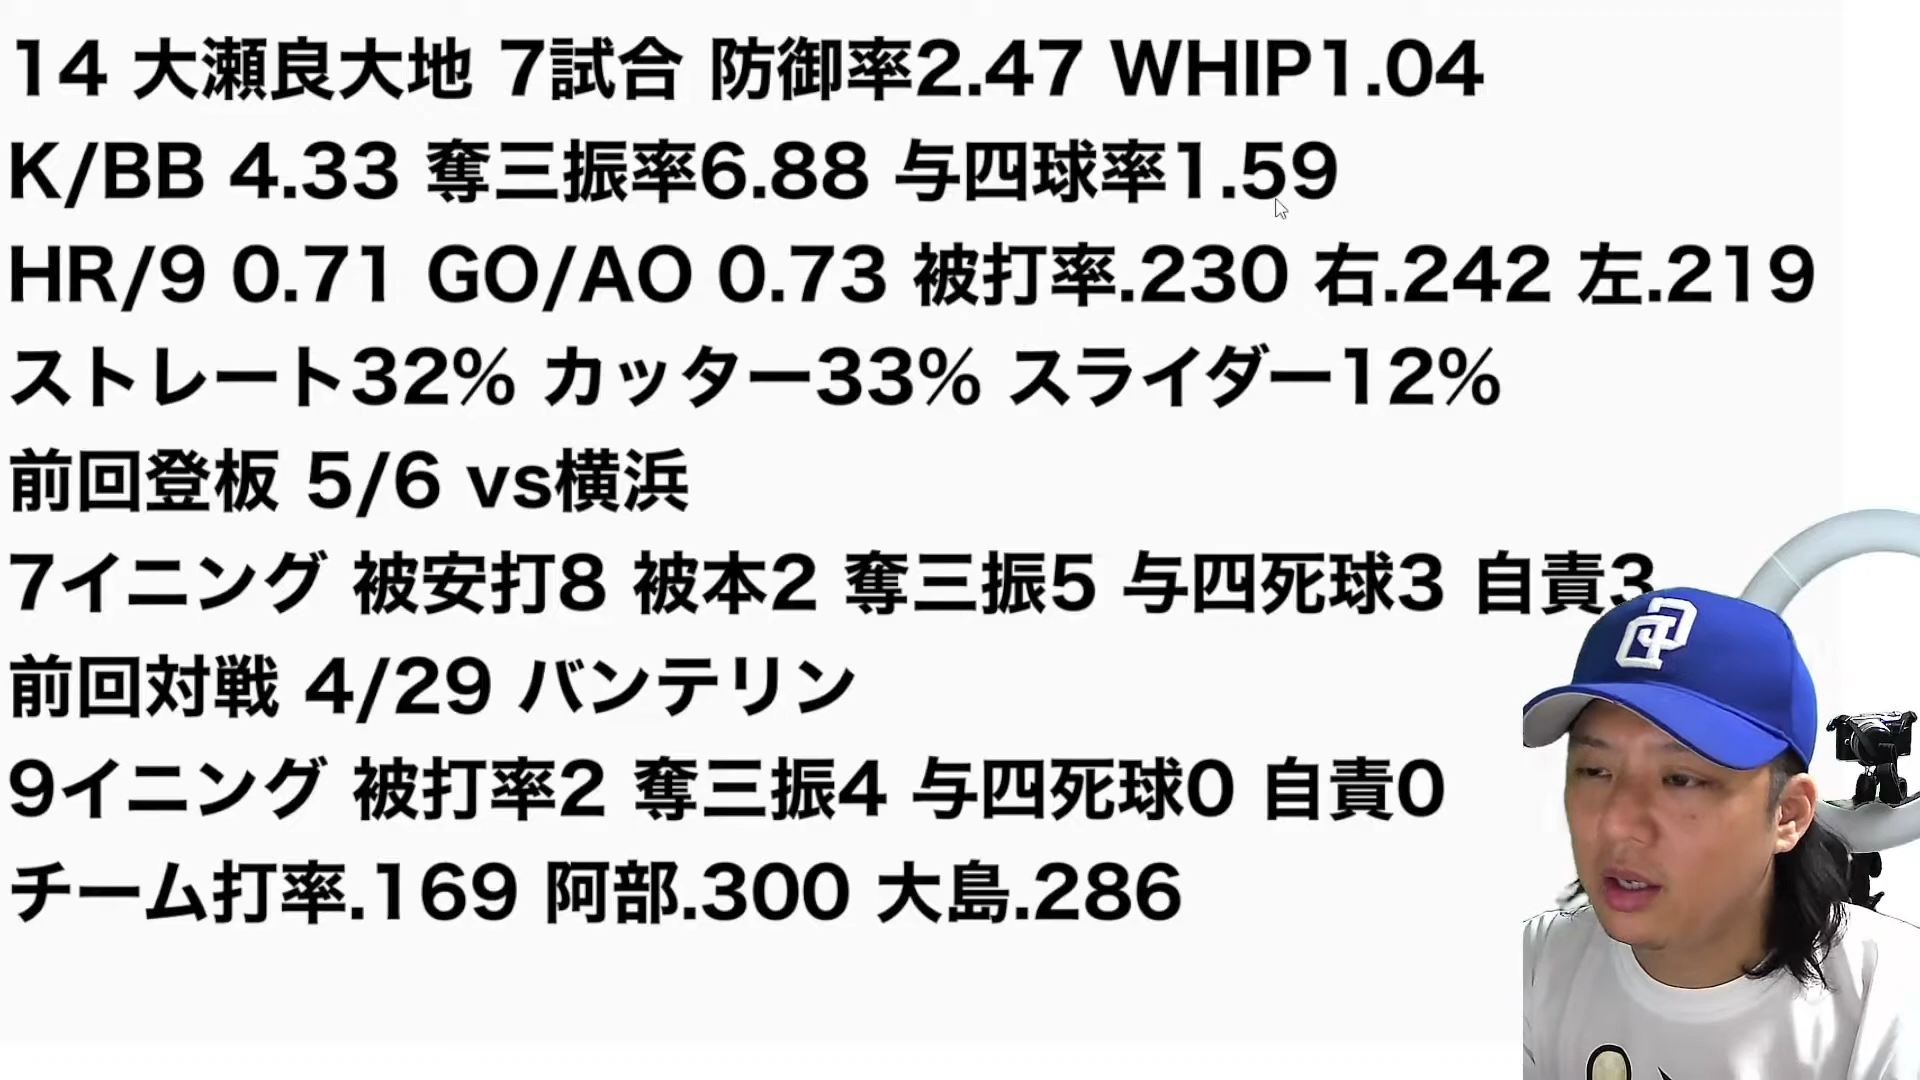 14 大瀬良大地 7試合 防御率2.47 WHIP1.04
K/BB 4.33 奪三振率6.88 与四球率1.59
HR/9 0.71 GO/AO 0.73 被打率.230 右.242 左.219
ストレート32% カッター33% スライダー12%
前回登板 5/6 vs横浜
7イニング 被安打8 被本2 奪三振5 与四死球3 自責3
前回対戦 4/29 バンテリン
9イニング 被打率2 奪三振4 与四死球0 自責0
チーム打率.169 阿部.300 大島.286